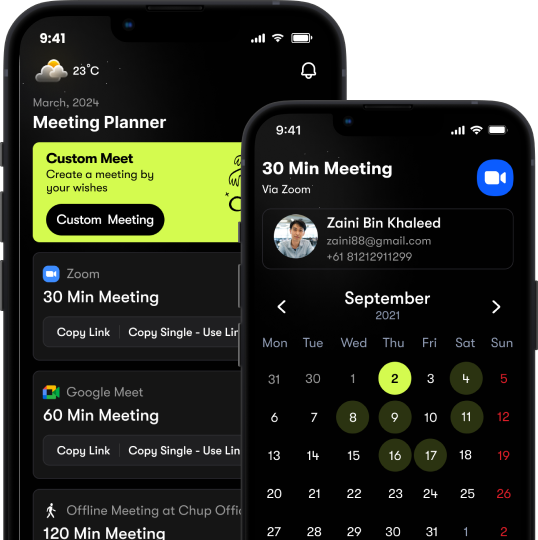 9:41
23°C
March, 2024
Meeting Planner
Custom Meet
Create a meeting by
your wishes
Custom Meeting
Zoom
30 Min Meeting
Copy Link
Copy Single - Use Lin
Google Meet
60 Min Meeting
Copy Link
Copy Single - Use Lin
Offline Meeting at Chup Offic
120 Min Meeting
9:41
30 Min Meeting
Via Zoom
Zaini Bin Khaleed
zaini88@gmail.com
+61 81212911299
September
2021
Mon Tue Wed Thu Fri Sat Sun
31 30 1 2 3 4 5
6 7 8 9 10 11 12
13 14 15 16 17 18 19
20 21 22 23 24 25 26
27 28 29 30 31 1 2